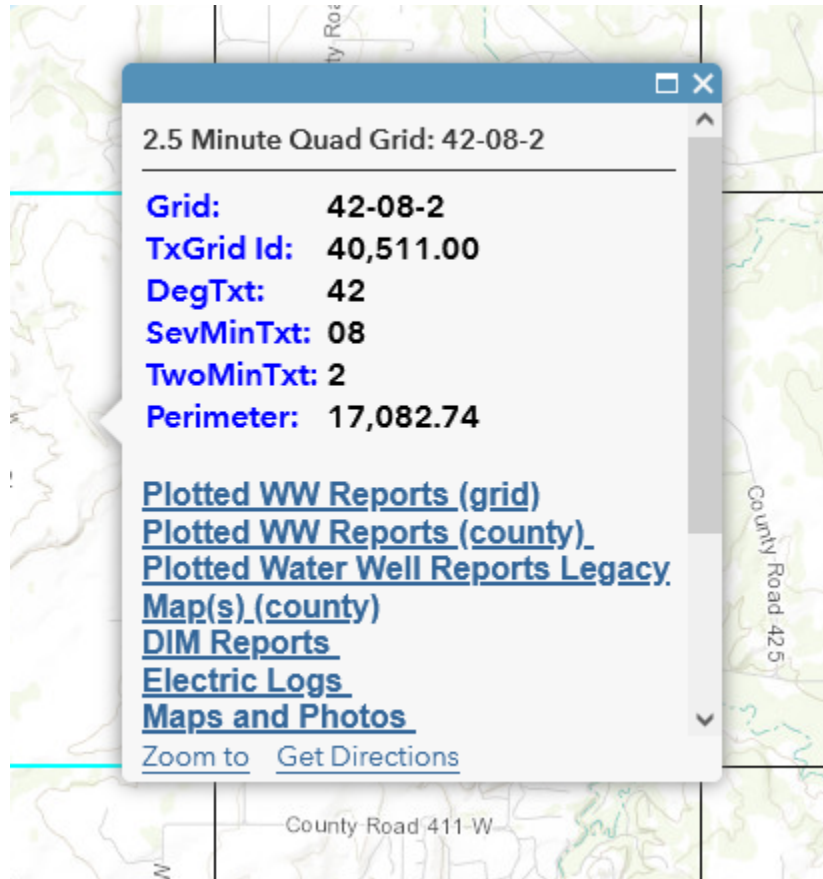 ty Roa
2.5 Minute Quad Grid: 42-08-2
Grid: 42-08-2
TxGrid Id: 40,511.00
DegTxt: 42
SevMinTxt: 08
TwoMinTxt: 2
Perimeter: 17,082.74
Plotted WW Reports (grid)
Plotted WW Reports (county)
Plotted Water Well Reports Legacy
Map(s) (county)
DIM Reports
Electric Logs
Maps and Photos
Zoom to Get Directions
County Road 425
County Road 411 W
W